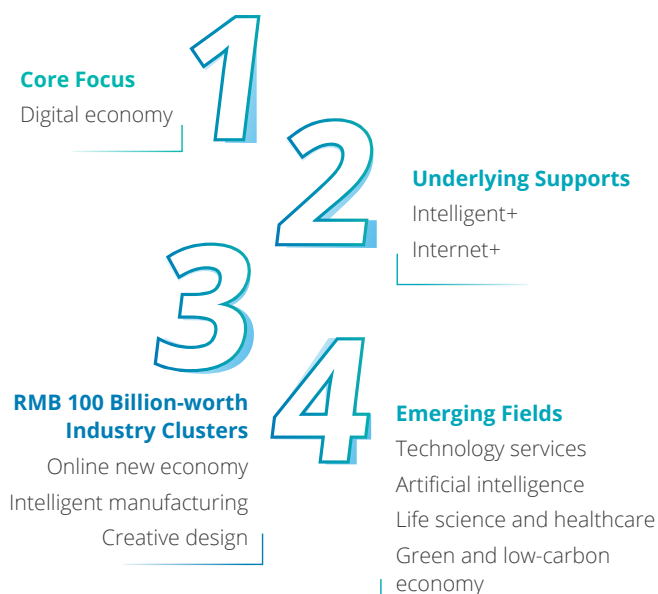 1
Core Focus
Digital economy
2
Underlying Supports
Intelligent+
Internet+
3
RMB 100 Billion-worth
Industry Clusters
Online new economy
Intelligent manufacturing
Creative design
4
Emerging Fields
Technology services
Artificial intelligence
Life science and healthcare
Green and low-carbon
economy